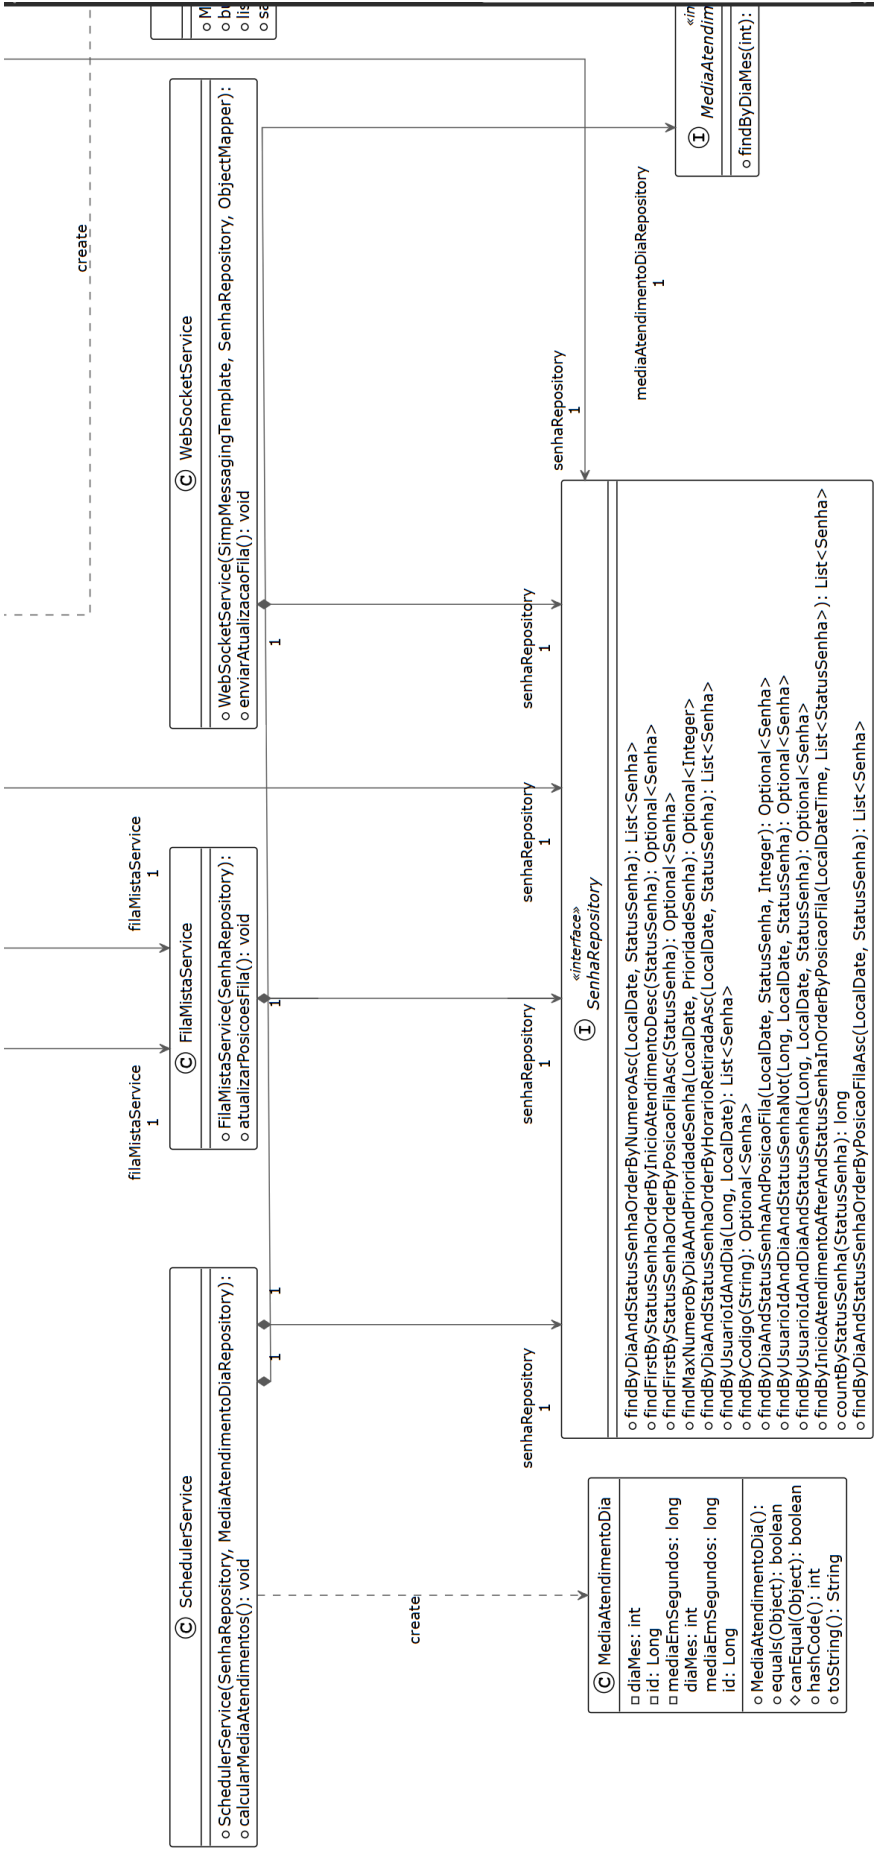 M
bu
lis
sa
create
C WebSocketService
WebSocketService(SimpMessagingTemplate, SenhaRepository, ObjectMapper):
enviarAtualizacaoFila(): void
1
«in
I MediaAtendim
findByDiaMes(int):
mediaAtendimentoDiaRepository
1
senhaRepository
1
senhaRepository
1
senhaRepository
1
filaMistaService
1
filaMistaService
1
C FilaMistaService
FilaMistaService(SenhaRepository):
atualizarPosicoesFila(): void
1
senhaRepository
1
C SchedulerService
SchedulerService(SenhaRepository, MediaAtendimentoDiaRepository):
calcularMediaAtendimentos(): void
1
1
senhaRepository
1
create
«interface»
I SenhaRepository
findByDiaAndStatusSenhaOrderByNumeroAsc(LocalDate, StatusSenha): List<Senha>
findFirstByStatusSenhaOrderByInicioAtendimentoDesc(StatusSenha): Optional<Senha>
findFirstByStatusSenhaOrderByPosicaoFilaAsc(StatusSenha): Optional<Senha>
findMaxNumeroByDiaAAndPrioridadeSenha(LocalDate, PrioridadeSenha): Optional<Integer>
findByDiaAndStatusSenhaOrderByHorarioRetiradaAsc(LocalDate, StatusSenha): List<Senha>
findByUsuarioIdAndDia(Long, LocalDate): List<Senha>
findByCodigo(String): Optional<Senha>
findByDiaAndStatusSenhaAndPosicaoFila(LocalDate, StatusSenha, Integer): Optional<Senha>
findByUsuarioIdAndDiaAndStatusSenhaNot(Long, LocalDate, StatusSenha): Optional<Senha>
findByUsuarioIdAndDiaAndStatusSenha(Long, LocalDate, StatusSenha): Optional<Senha>
findByInicioAtendimentoAfterAndStatusSenhaInOrderByPosicaoFila(LocalDateTime, List<StatusSenha>): List<Senha>
countByStatusSenha(StatusSenha): long
findByDiaAndStatusSenhaOrderByPosicaoFilaAsc(LocalDate, StatusSenha): List<Senha>
C MediaAtendimentoDia
diaMes: int
id: Long
mediaEmSegundos: long
diaMes: int
mediaEmSegundos: long
id: Long
MediaAtendimentoDia():
equals(Object): boolean
canEqual(Object): boolean
hashCode(): int
toString(): String